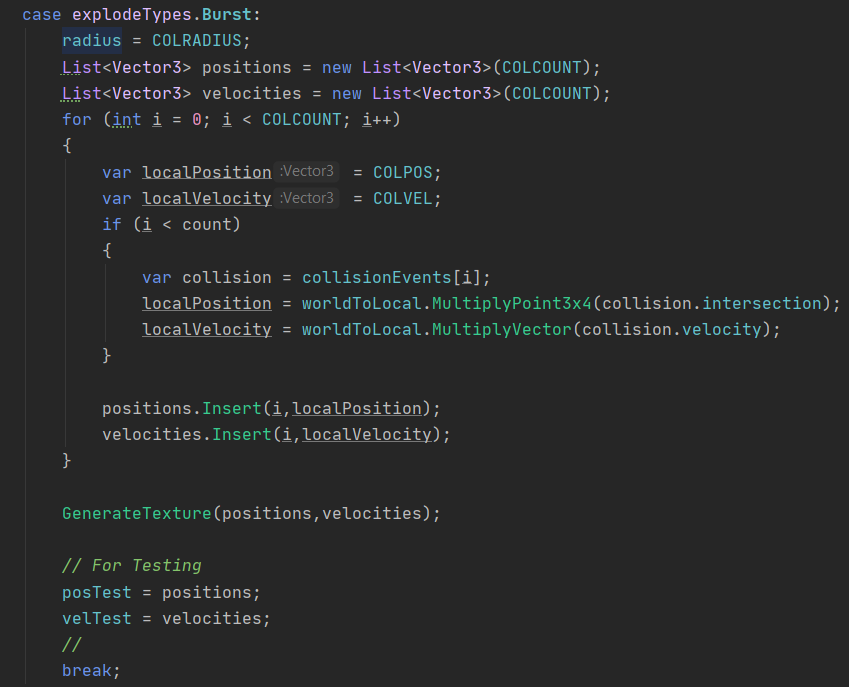 case explodeTypes.Burst:
radius = COLRADIUS;
List<Vector3> positions = new List<Vector3>(COLCOUNT);
List<Vector3> velocities = new List<Vector3>(COLCOUNT);
for (int i = 0; i < COLCOUNT; i++)
{
var localPosition :Vector3 = COLPOS;
var localVelocity :Vector3 = COLVEL;
if (i < count)
{
var collision = collisionEvents[i];
localPosition = worldToLocal.MultiplyPoint3x4(collision.intersection);
localVelocity = worldToLocal.MultiplyVector(collision.velocity);
}
positions.Insert(i,localPosition);
velocities.Insert(i,localVelocity);
}
GenerateTexture(positions,velocities);
// For Testing
posTest = positions;
velTest = velocities;
//
break;